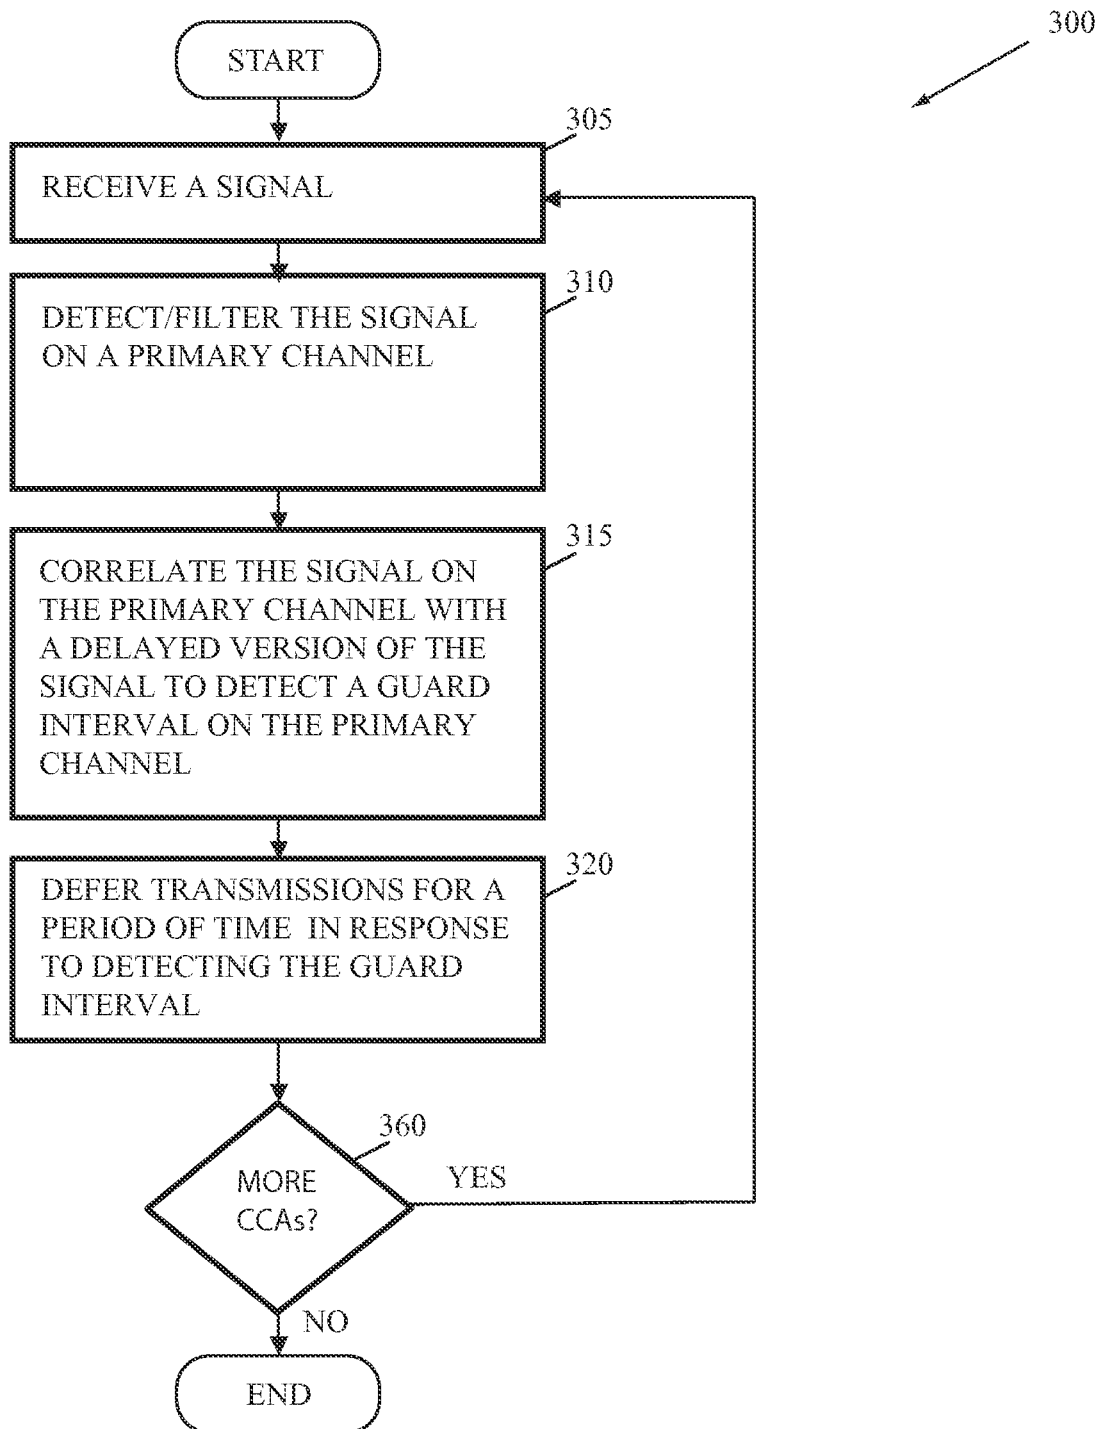 300
START
305
RECEIVE A SIGNAL
310
DETECT/FILTER THE SIGNAL
ON A PRIMARY CHANNEL
315
CORRELATE THE SIGNAL ON
THE PRIMARY CHANNEL WITH
A DELAYED VERSION OF THE
SIGNAL TO DETECT A GUARD
INTERVAL ON THE PRIMARY
CHANNEL
320
DEFER TRANSMISSIONS FOR A
PERIOD OF TIME IN RESPONSE
TO DETECTING THE GUARD
INTERVAL
360
MORE
CCAs?
YES
NO
END